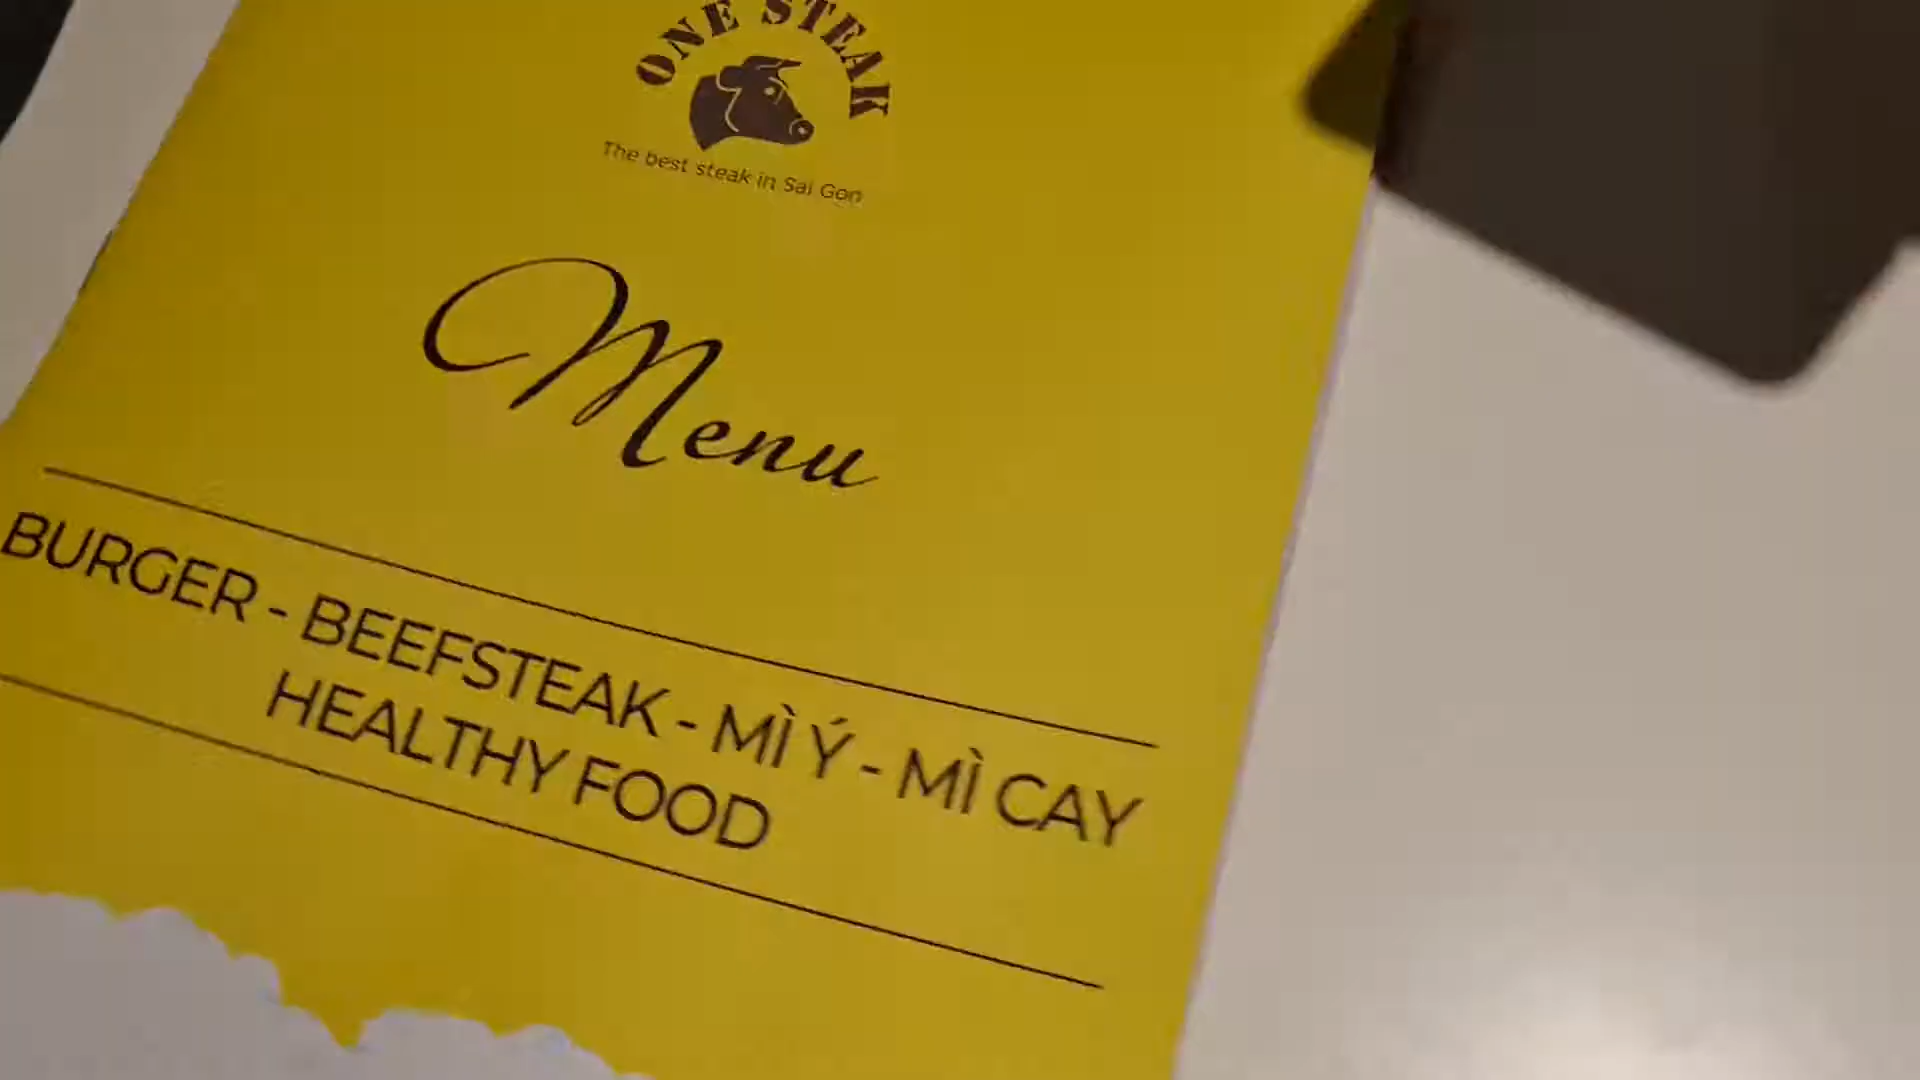 ONE STEAK
The best steak in Sai Gon
Menu
BURGER - BEEFSTEAK - MÌ Ý - MÌ CAY
HEALTHY FOOD